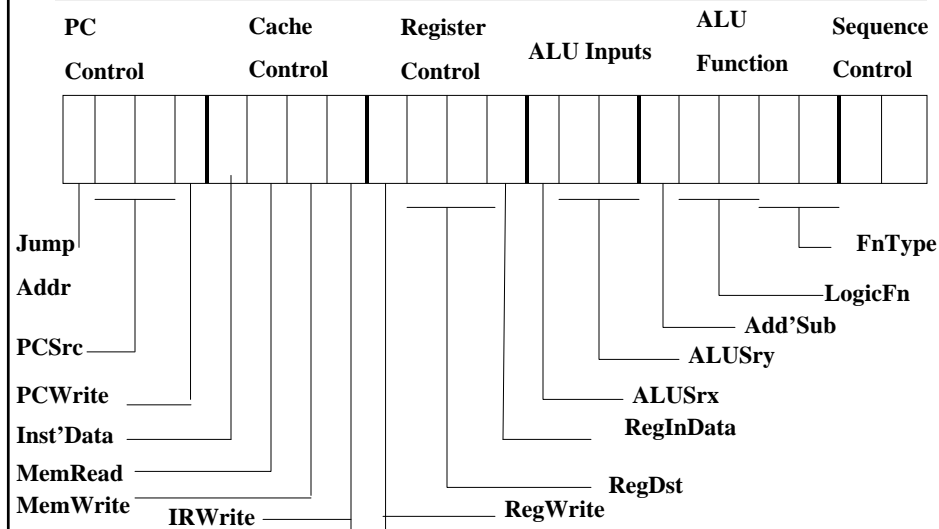 PC
Control
Cache
Control
Register
Control
ALU Inputs
ALU
Function
Sequence
Control
Jump
Addr
PCSrc
PCWrite
Inst'Data
MemRead
MemWrite
IRWrite
FnType
LogicFn
Add'Sub
ALUSry
ALUSrx
RegInData
RegDst
RegWrite